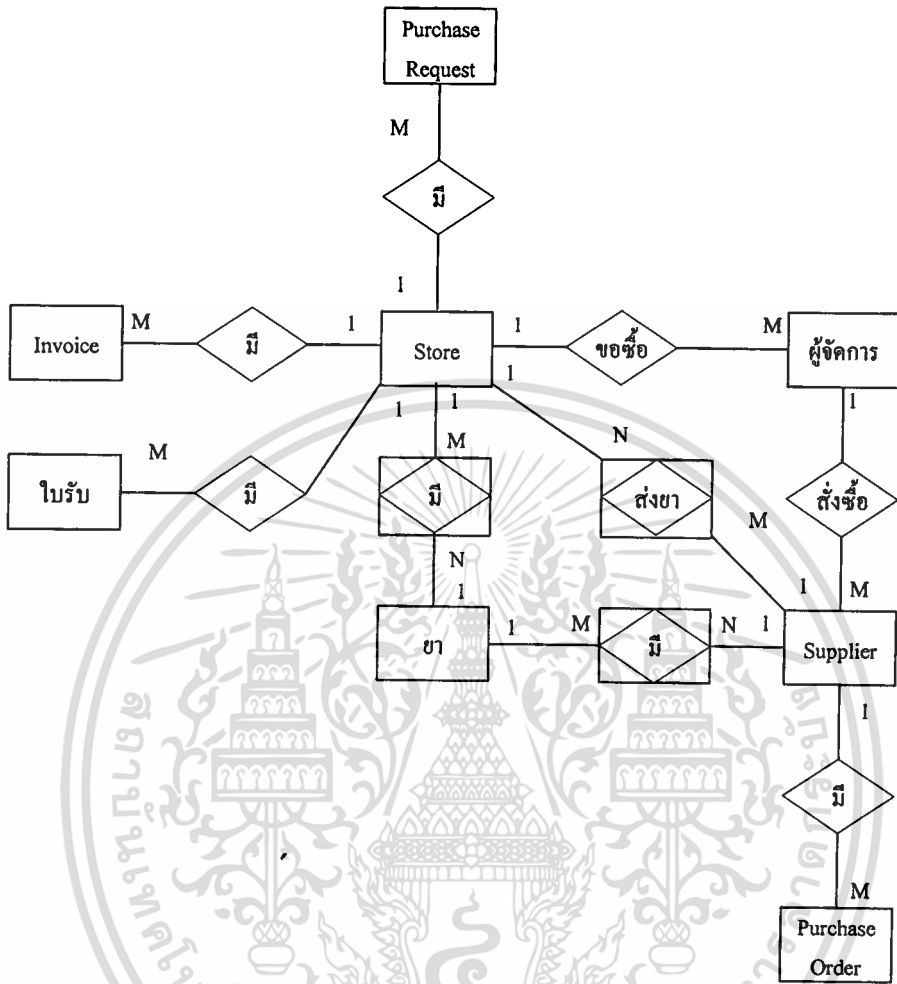 Purchase
Request
M
มี
1
Invoice
M
มี
1
Store
1
ขอซื้อ
M
ผู้จัดการ
1
1
1
1
ใบรับ
M
มี
M
มี
N
1
N
ส่งยา
M
1
สั่งซื้อ
M
ยา
1
M
มี
N
1
Supplier
1
มี
M
Purchase
Order